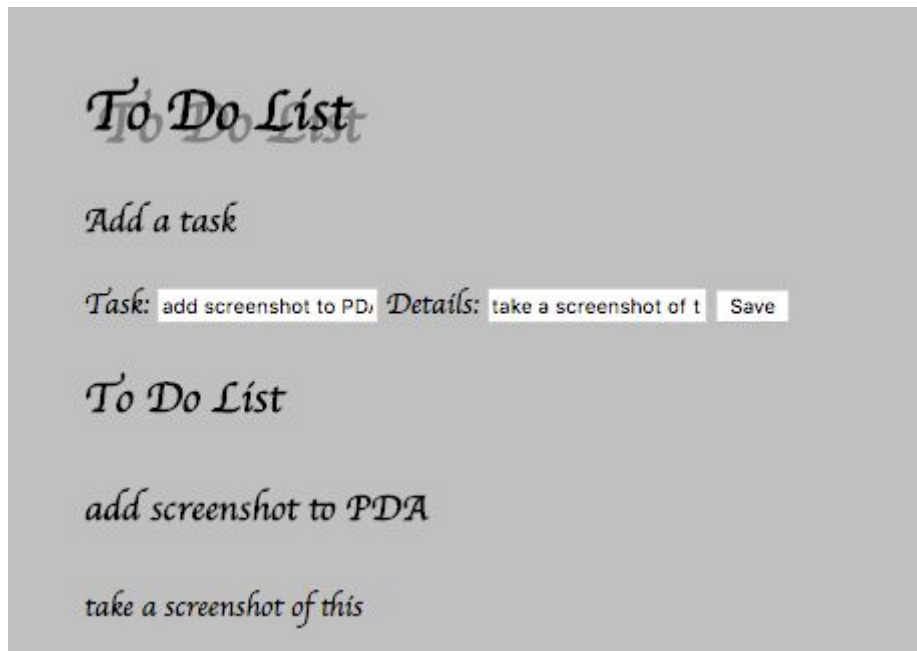 To Do List
Add a task
Task: add screenshot to PD Details: take a screenshot of t Save
To Do List
add screenshot to PDA
take a screenshot of this